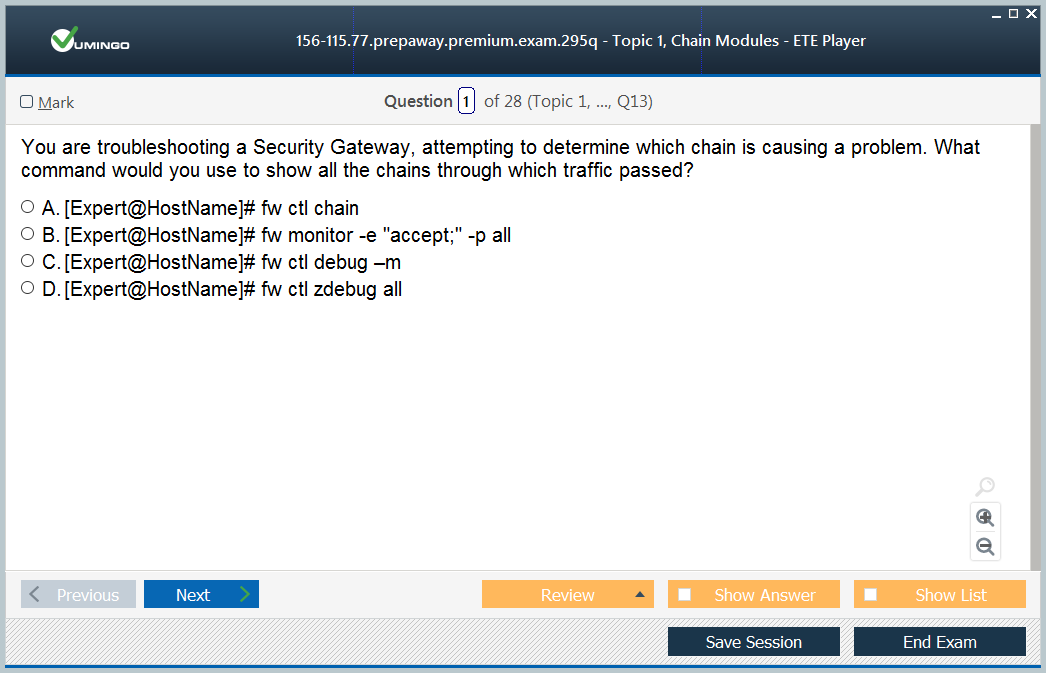 VUMINGO
156-115.77.prepaway.premium.exam.295q - Topic 1, Chain Modules - ETE Player
Mark
Question 1 of 28 (Topic 1, ..., Q13)
You are troubleshooting a Security Gateway, attempting to determine which chain is causing a problem. What
command would you use to show all the chains through which traffic passed?
A. [Expert@HostName]# fw ctl chain
B. [Expert@HostName]# fw monitor -e "accept;" -p all
C. [Expert@HostName]# fw ctl debug –m
D. [Expert@HostName]# fw ctl zdebug all
Previous
Next
Review
Show Answer
Show List
Save Session
End Exam